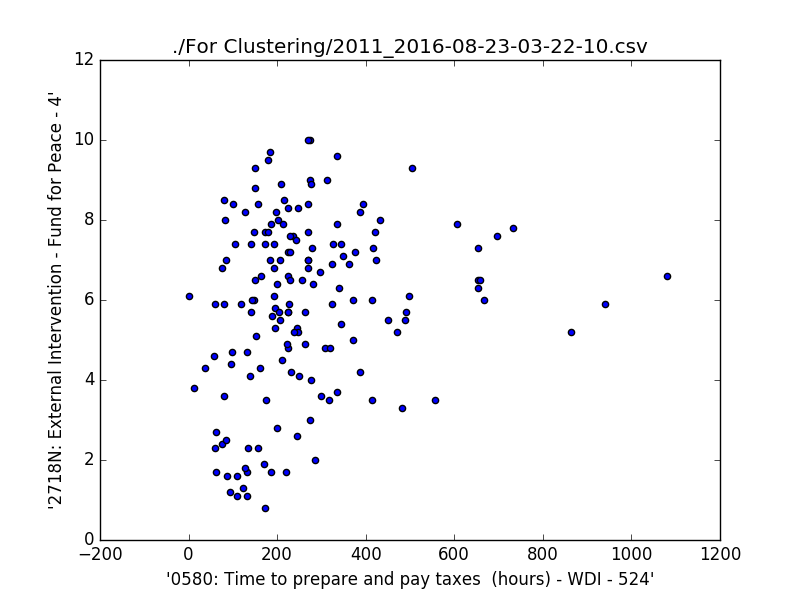 ./For Clustering/2011_2016-08-23-03-22-10.csv
12
10
8
6
4
2
0
'2718N: External Intervention - Fund for Peace - 4'
−200 0 200 400 600 800 1000 1200
'0580: Time to prepare and pay taxes  (hours) - WDI - 524'